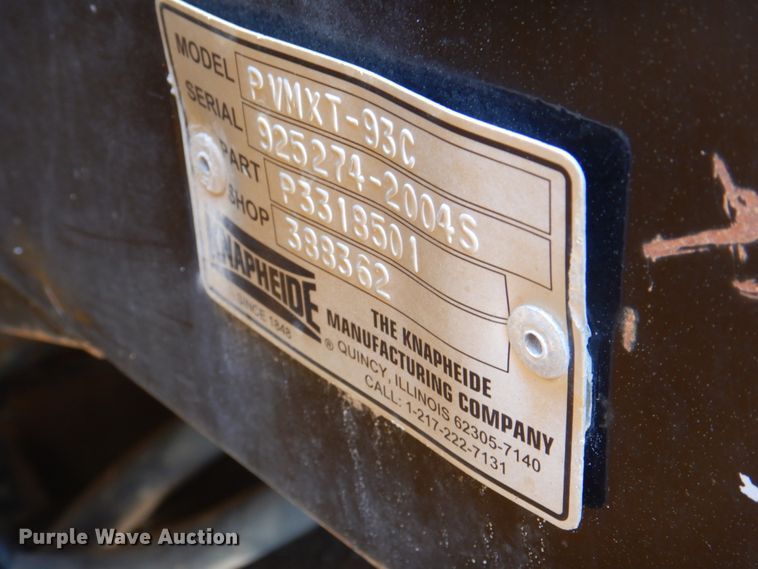 MODEL PVMXT-93C
SERIAL 925274-2004S
PART P3318501
SHOP 388362
KNAPHEIDE
SINCE 1848
®
THE KNAPHEIDE
MANUFACTURING COMPANY
QUINCY, ILLINOIS 62305-7140
CALL: 1-217-222-7131
Purple Wave Auction